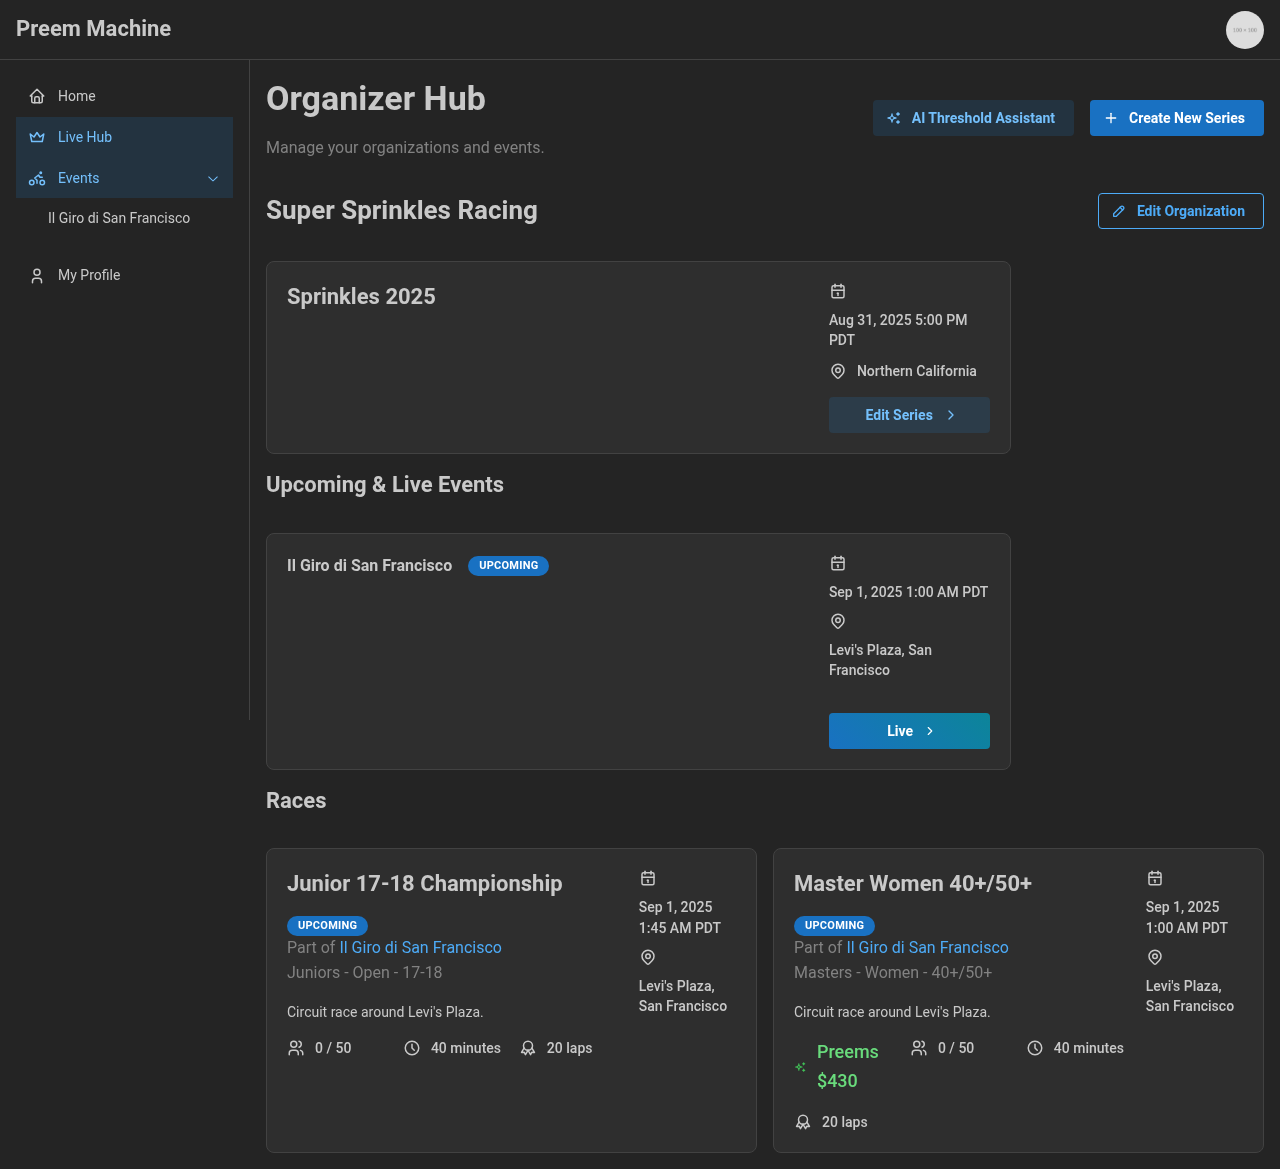 Preem Machine
Home
Live Hub
Events
Il Giro di San Francisco
My Profile
Organizer Hub
Manage your organizations and events.
AI Threshold Assistant
Create New Series
Super Sprinkles Racing
Edit Organization
Sprinkles 2025
Aug 31, 2025 5:00 PM
PDT
Northern California
Edit Series
Upcoming & Live Events
Il Giro di San Francisco
UPCOMING
Sep 1, 2025 1:00 AM PDT
Levi's Plaza, San
Francisco
Live
Races
Junior 17-18 Championship
UPCOMING
Part of Il Giro di San Francisco
Juniors - Open - 17-18
Circuit race around Levi's Plaza.
0 / 50
40 minutes
20 laps
Sep 1, 2025
1:45 AM PDT
Levi's Plaza,
San Francisco
Master Women 40+/50+
UPCOMING
Part of Il Giro di San Francisco
Masters - Women - 40+/50+
Circuit race around Levi's Plaza.
Preems
$430
0 / 50
40 minutes
20 laps
Sep 1, 2025
1:00 AM PDT
Levi's Plaza,
San Francisco